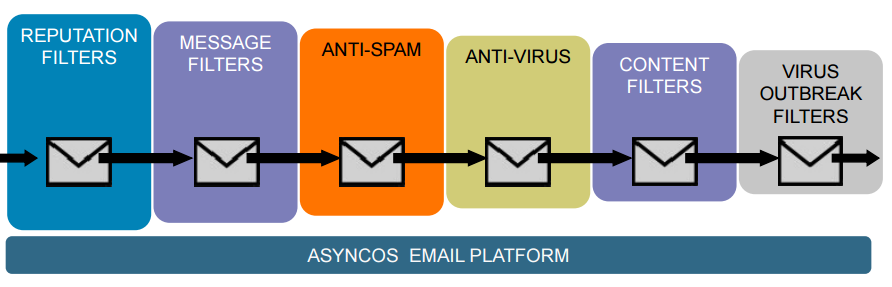 REPUTATION
FILTERS
MESSAGE
FILTERS
ANTI-SPAM
ANTI-VIRUS
CONTENT
FILTERS
VIRUS
OUTBREAK
FILTERS
ASYNCOS EMAIL PLATFORM